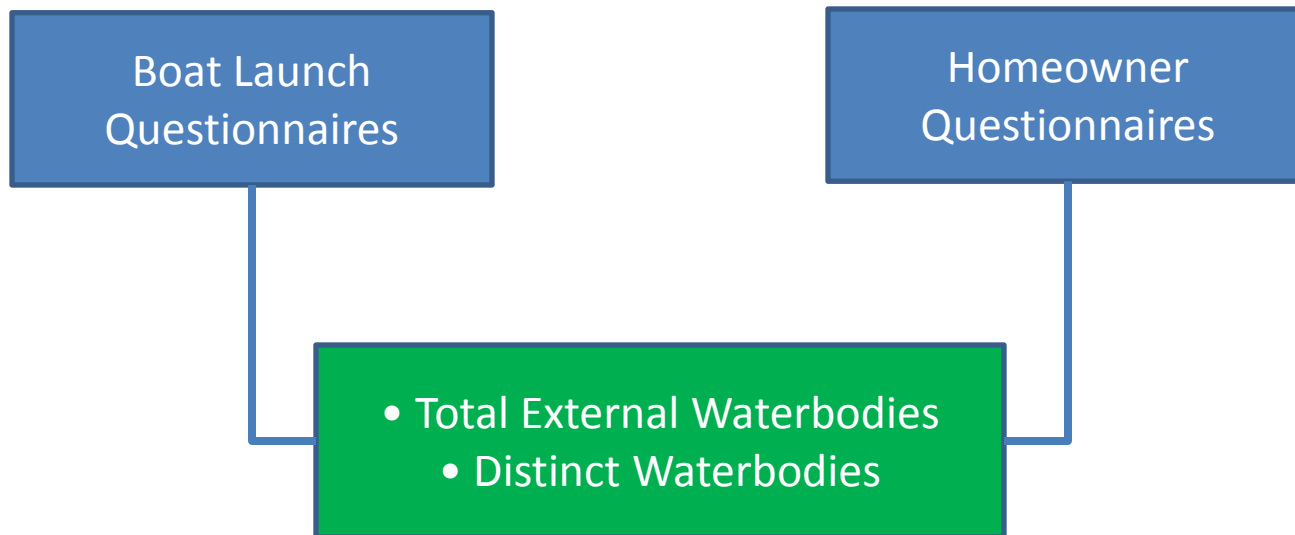 Boat Launch
Questionnaires
Homeowner
Questionnaires
• Total External Waterbodies
• Distinct Waterbodies